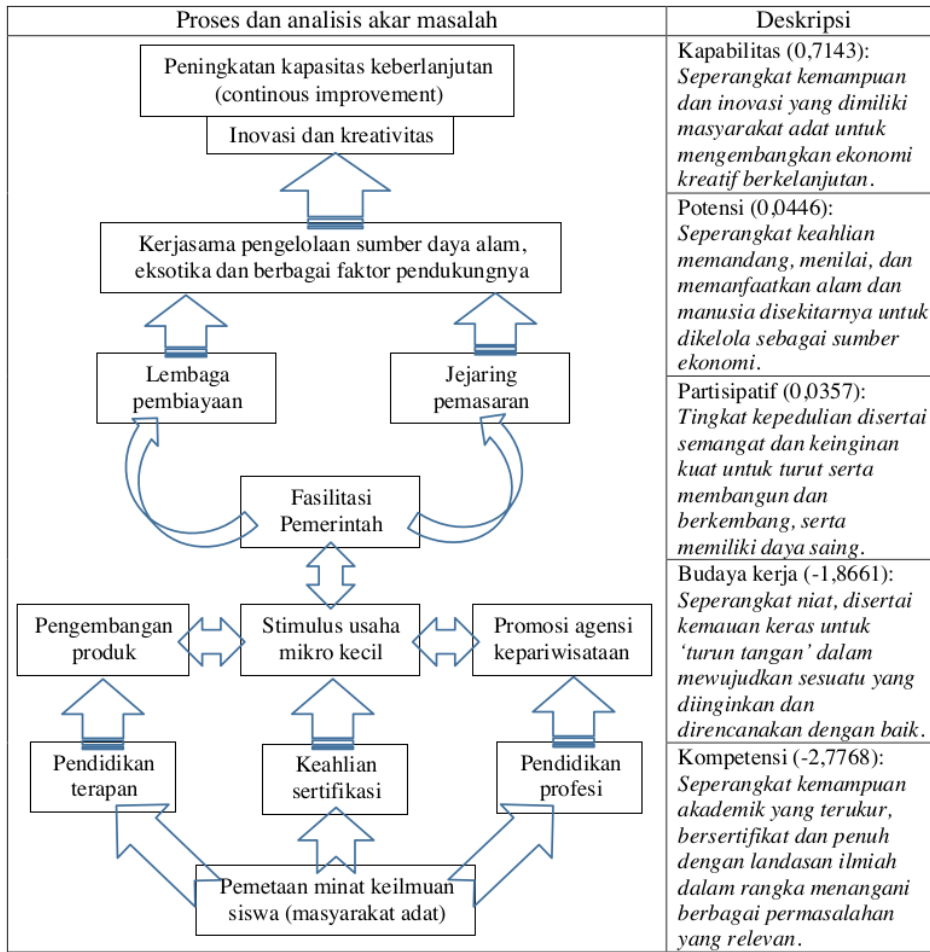 Proses dan analisis akar masalah
Deskripsi
Peningkatan kapasitas keberlanjutan
(continous improvement)
Inovasi dan kreativitas
Kapabilitas (0,7143):
Seperangkat kemampuan
dan inovasi yang dimiliki
masyarakat adat untuk
mengembangkan ekonomi
kreatif berkelanjutan.
Kerjasama pengelolaan sumber daya alam,
eksotika dan berbagai faktor pendukungnya
Potensi (0,0446):
Seperangkat keahlian
memandang, menilai, dan
memanfaatkan alam dan
manusia disekitarnya untuk
dikelola sebagai sumber
ekonomi.
Lembaga
pembiayaan
Jejaring
pemasaran
Fasilitasi
Pemerintah
Partisipatif (0,0357):
Tingkat kepedulian disertai
semangat dan keinginan
kuat untuk turut serta
membangun dan
berkembang, serta
memiliki daya saing.
Pengembangan
produk
Stimulus usaha
mikro kecil
Promosi agensi
kepariwisataan
Budaya kerja (-1,8661):
Seperangkat niat, disertai
kemauan keras untuk
‘turun tangan’ dalam
mewujudkan sesuatu yang
diinginkan dan
direncanakan dengan baik.
Pendidikan
terapan
Keahlian
sertifikasi
Pendidikan
profesi
Pemetaan minat keilmuan
siswa (masyarakat adat)
Kompetensi (-2,7768):
Seperangkat kemampuan
akademik yang terukur,
bersertifikat dan penuh
dengan landasan ilmiah
dalam rangka menangani
berbagai permasalahan
yang relevan.